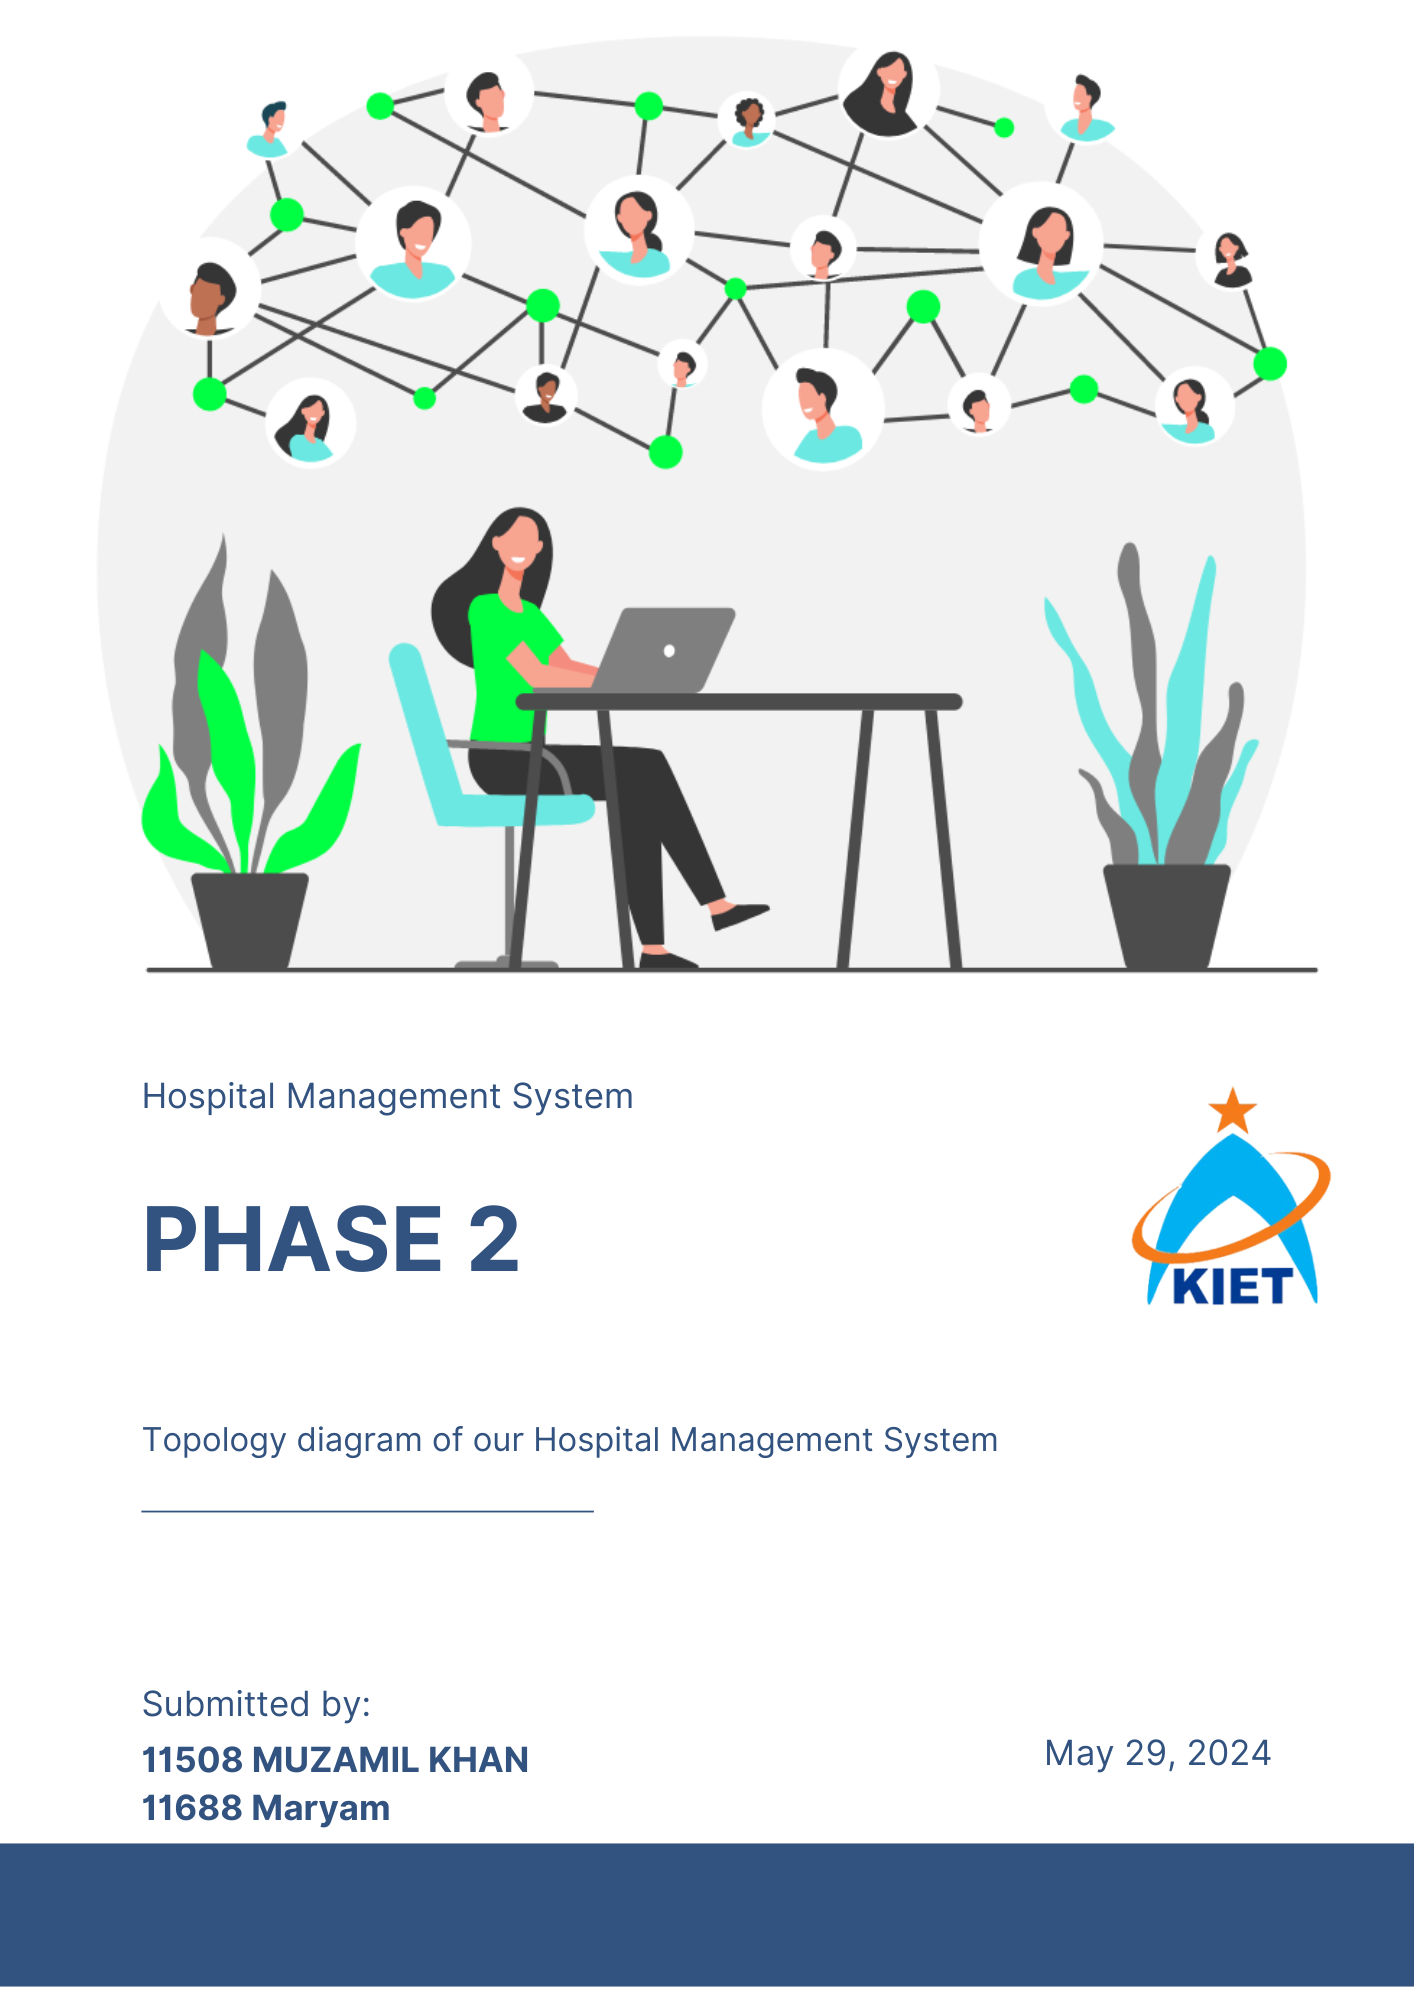 Hospital Management System
PHASE 2
KIET
Topology diagram of our Hospital Management System
Submitted by:
11508 MUZAMIL KHAN
11688 Maryam
May 29, 2024